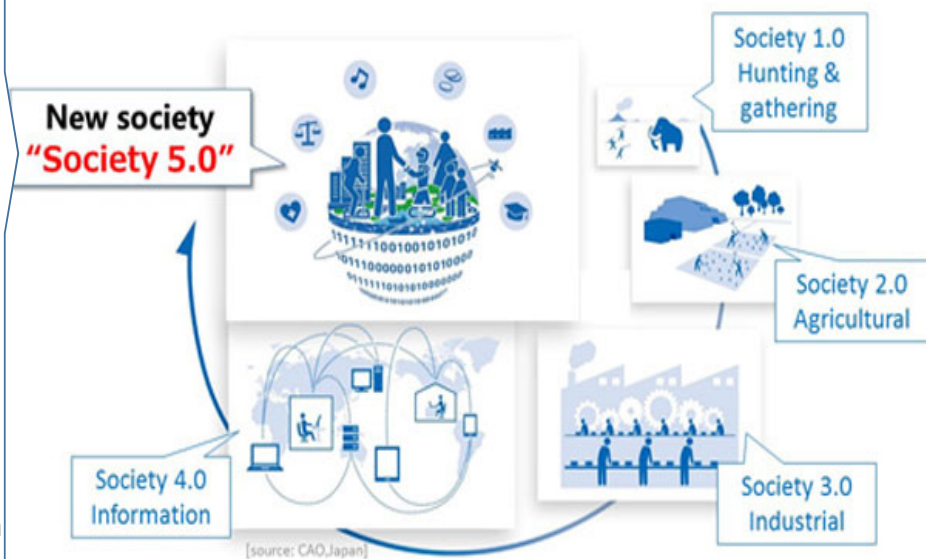 New society
“Society 5.0”
Society 1.0
Hunting &
gathering
Society 2.0
Agricultural
Society 3.0
Industrial
Society 4.0
Information
[source: CAO,Japan]